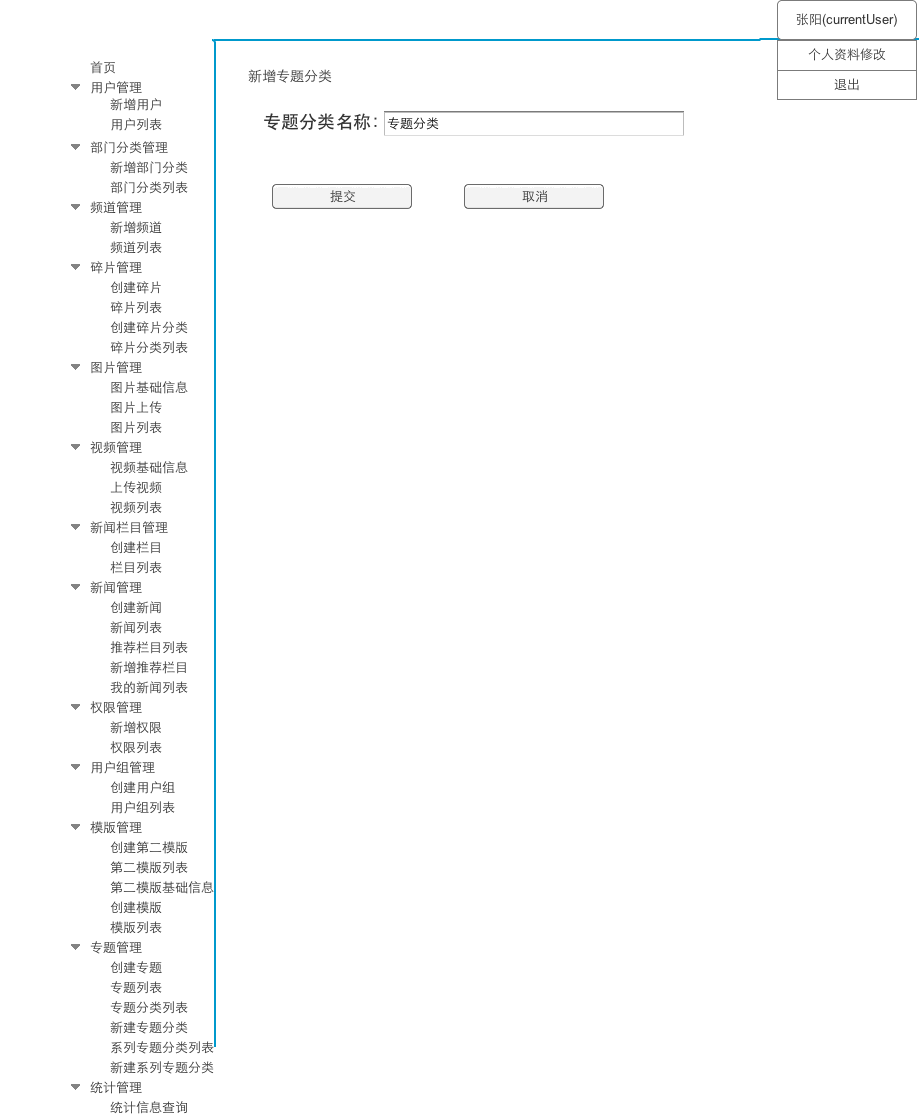 张阳(currentUser)
个人资料修改
退出
首页
用户管理
新增用户
用户列表
部门分类管理
新增部门分类
部门分类列表
频道管理
新增频道
频道列表
碎片管理
创建碎片
碎片列表
创建碎片分类
碎片分类列表
图片管理
图片基础信息
图片上传
图片列表
视频管理
视频基础信息
上传视频
视频列表
新闻栏目管理
创建栏目
栏目列表
新闻管理
创建新闻
新闻列表
推荐栏目列表
新增推荐栏目
我的新闻列表
权限管理
新增权限
权限列表
用户组管理
创建用户组
用户组列表
模版管理
创建第二模版
第二模版列表
第二模版基础信息
创建模版
模版列表
专题管理
创建专题
专题列表
专题分类列表
新建专题分类
系列专题分类列表
新建系列专题分类
统计管理
统计信息查询
新增专题分类
专题分类名称: 专题分类
提交 取消